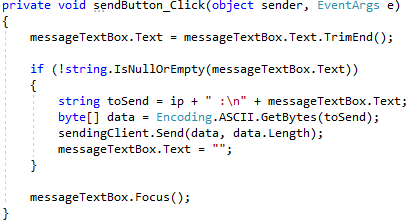 private void sendButton_Click(object sender, EventArgs e)
{
messageTextBox.Text = messageTextBox.Text.TrimEnd();
if (!string.IsNullOrEmpty(messageTextBox.Text))
{
string toSend = ip + " :\n" + messageTextBox.Text;
byte[] data = Encoding.ASCII.GetBytes(toSend);
sendingClient.Send(data, data.Length);
messageTextBox.Text = "";
}
messageTextBox.Focus();
}